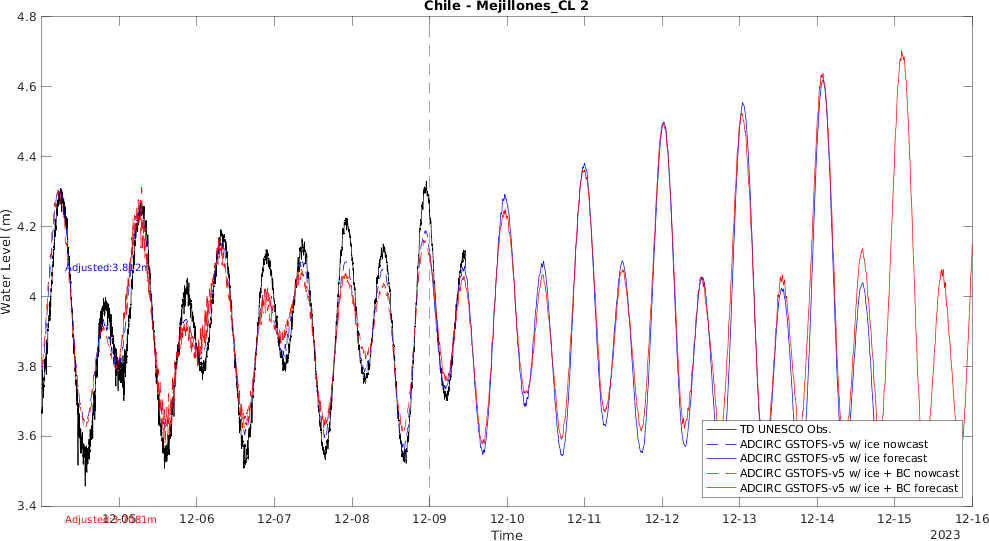 Chile - Mejillones_CL 2
4.8
4.6
4.4
4.2
4
3.8
3.6
3.4
Water Level (m)
Adjusted:3.812m
TD UNESCO Obs.
ADCIRC GSTOFS-v5 w/ ice nowcast
ADCIRC GSTOFS-v5 w/ ice forecast
ADCIRC GSTOFS-v5 w/ ice + BC nowcast
ADCIRC GSTOFS-v5 w/ ice + BC forecast
12-05 12-06 12-07 12-08 12-09 12-10 12-11 12-12 12-13 12-14 12-15 12-16
Time
2023